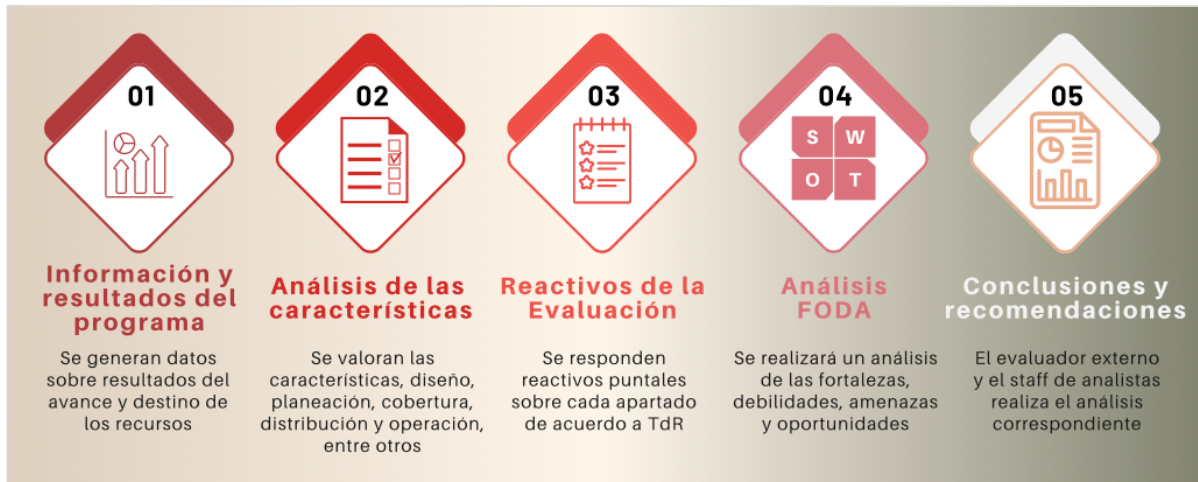 01
Información y
resultados del
programa
Se generan datos
sobre resultados del
avance y destino de
los recursos
02
Análisis de las
características
Se valoran las
características, diseño,
planeación, cobertura,
distribución y operación,
entre otros
03
Reactivos de la
Evaluación
Se responden
reactivos puntales
sobre cada apartado
de acuerdo a TdR
04
S W
O T
Análisis
FODA
Se realizará un análisis
de las fortalezas,
debilidades, amenazas
y oportunidades
05
Conclusiones y
recomendaciones
El evaluador externo
y el staff de analistas
realiza el análisis
correspondiente